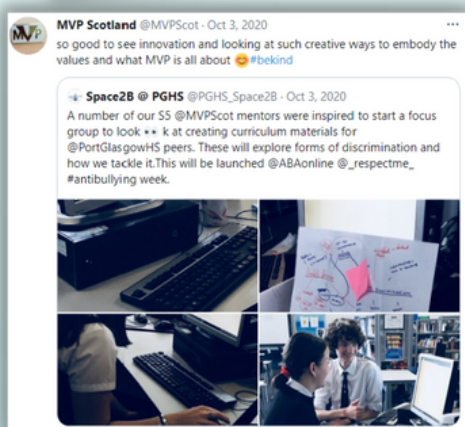 MVP Scotland @MVPScot · Oct 3, 2020
so good to see innovation and looking at such creative ways to embody the
values and what MVP is all about 😊#bekind
Space2B @ PGHS @PGHS_Space2B · Oct 3, 2020
A number of our S5 @MVPScot mentors were inspired to start a focus
group to look 👀 k at creating curriculum materials for
@PortGlasgowHS peers. These will explore forms of discrimination and
how we tackle it.This will be launched @ABAonline @_respectme_
#antibullying week.
MVP